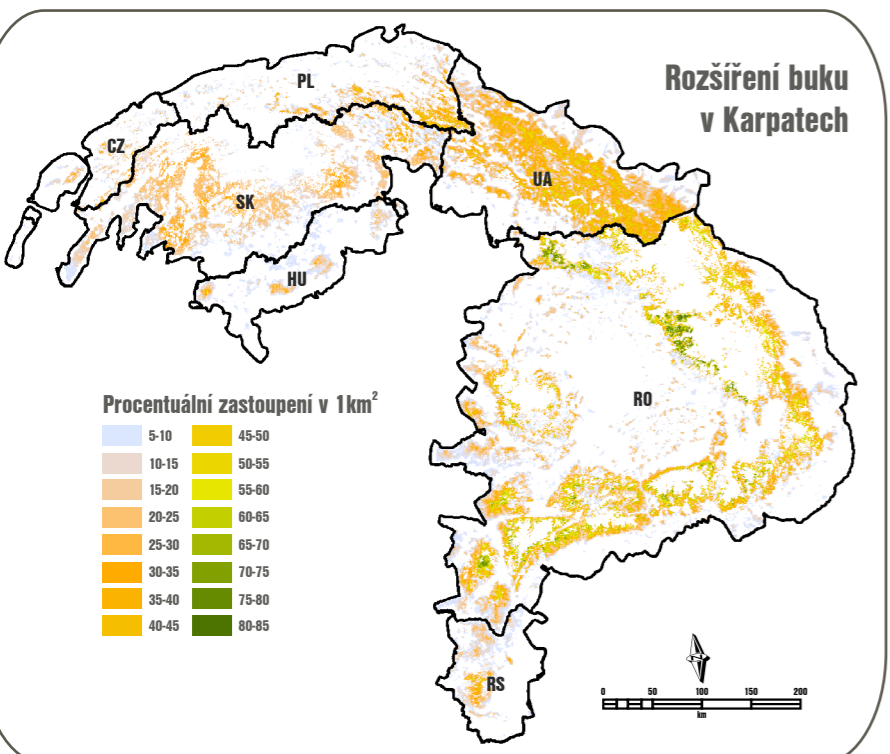 Rozšíření buku
v Karpatech
PL
CZ
SK
UA
HU
RO
RS
Procentuální zastoupení v 1km²
5-10
10-15
15-20
20-25
25-30
30-35
35-40
40-45
45-50
50-55
55-60
60-65
65-70
70-75
75-80
80-85
0 50 100 150 200
km